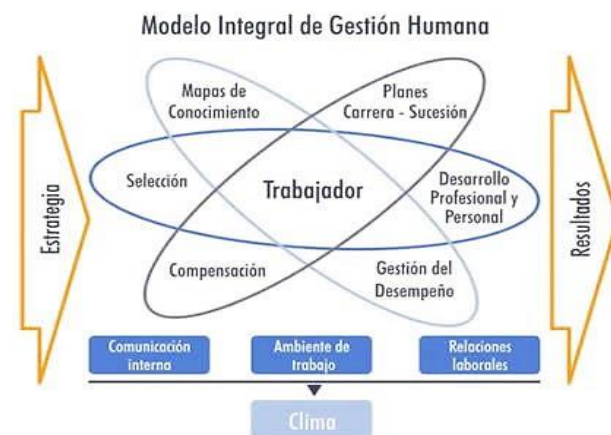 Modelo Integral de Gestión Humana
Estrategia
Mapas de
Conocimiento
Planes
Carrera - Sucesión
Selección
Trabajador
Desarrollo
Profesional y
Personal
Compensación
Gestión del
Desempeño
Resultados
Comunicación
interna
Ambiente de
trabajo
Relaciones
laborales
Clima